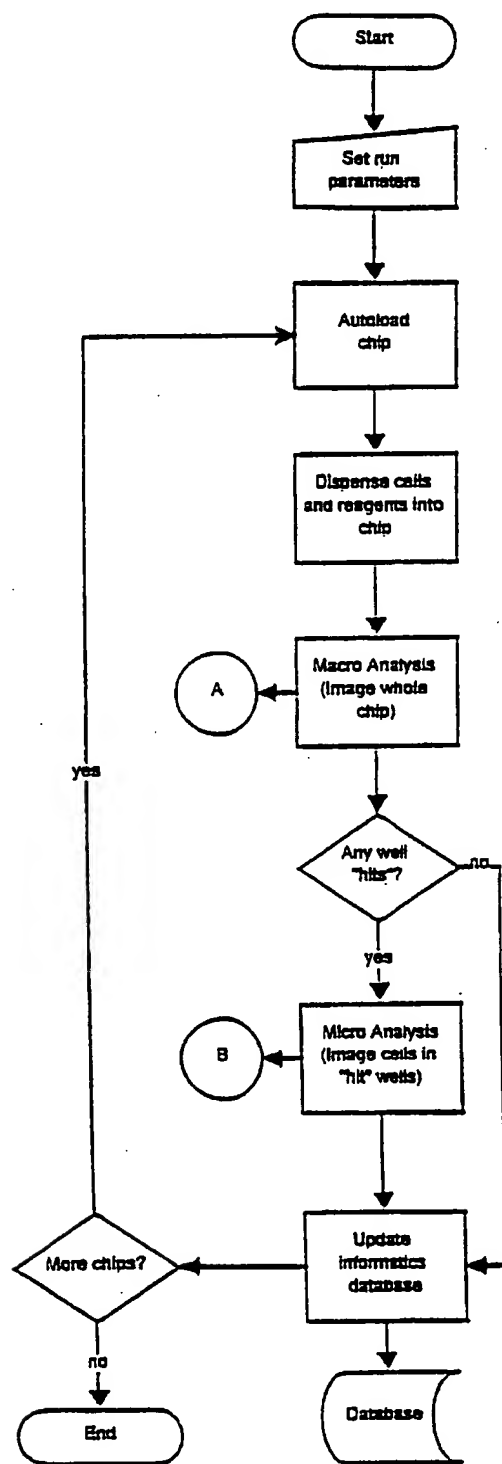 Start
Set run
parameters
Autoload
chip
Dispense cells
and reagents into
chip
Macro Analysis
(Image whole
chip)
A
yes
Any well
"hits"?
no
yes
Micro Analysis
(Image cells in
"hit" wells)
B
Update
informatics
database
More chips?
no
End
Database